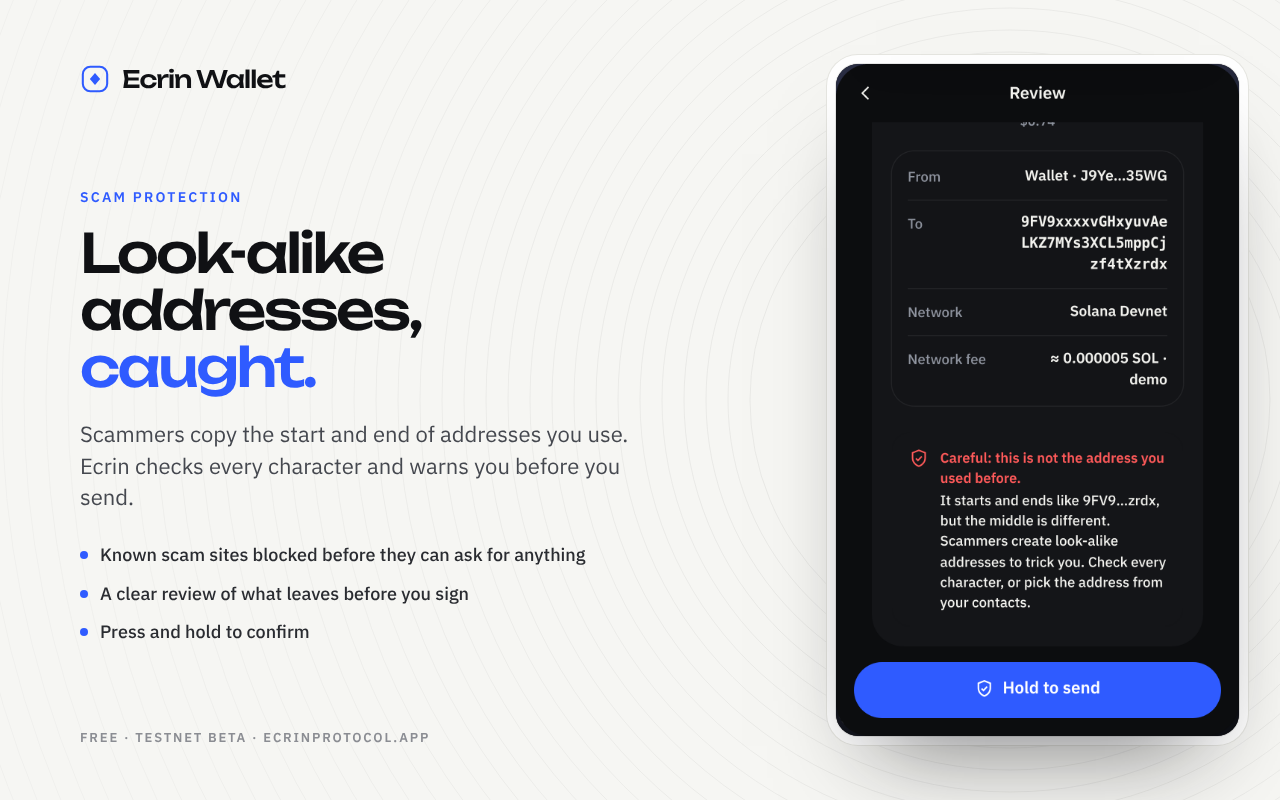 Ecrin Wallet
SCAM PROTECTION
Look-alike
addresses,
caught.
Scammers copy the start and end of addresses you use.
Ecrin checks every character and warns you before you
send.
Known scam sites blocked before they can ask for anything
A clear review of what leaves before you sign
Press and hold to confirm
FREE · TESTNET BETA · ECRINPROTOCOL.APP
Review
From
Wallet · J9Ye...35WG
To
9FV9xxxxvGHxyuvAe
LKZ7MYs3XCL5mppCj
zf4tXzrdx
Network
Solana Devnet
Network fee
≈ 0.000005 SOL ·
demo
Careful: this is not the address you
used before.
It starts and ends like 9FV9...zrdx,
but the middle is different.
Scammers create look-alike
addresses to trick you. Check every
character, or pick the address from
your contacts.
Hold to send